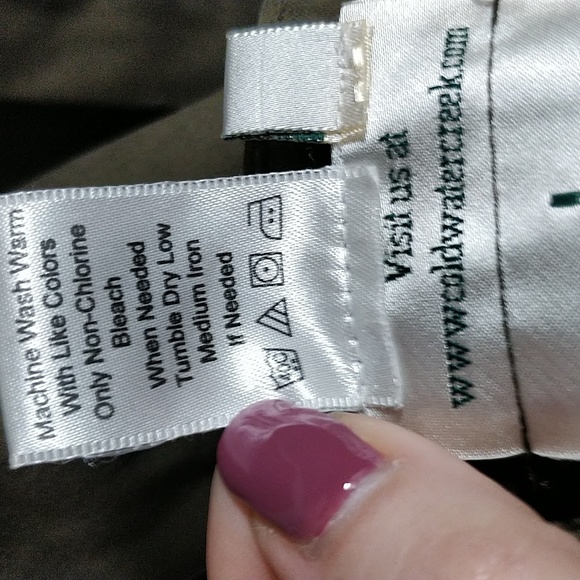 Machine Wash Warm
With Like Colors
Only Non-Chlorine
Bleach
When Needed
Tumble Dry Low
Medium Iron
If Needed
Visit us at
www.coldwatercreek.com